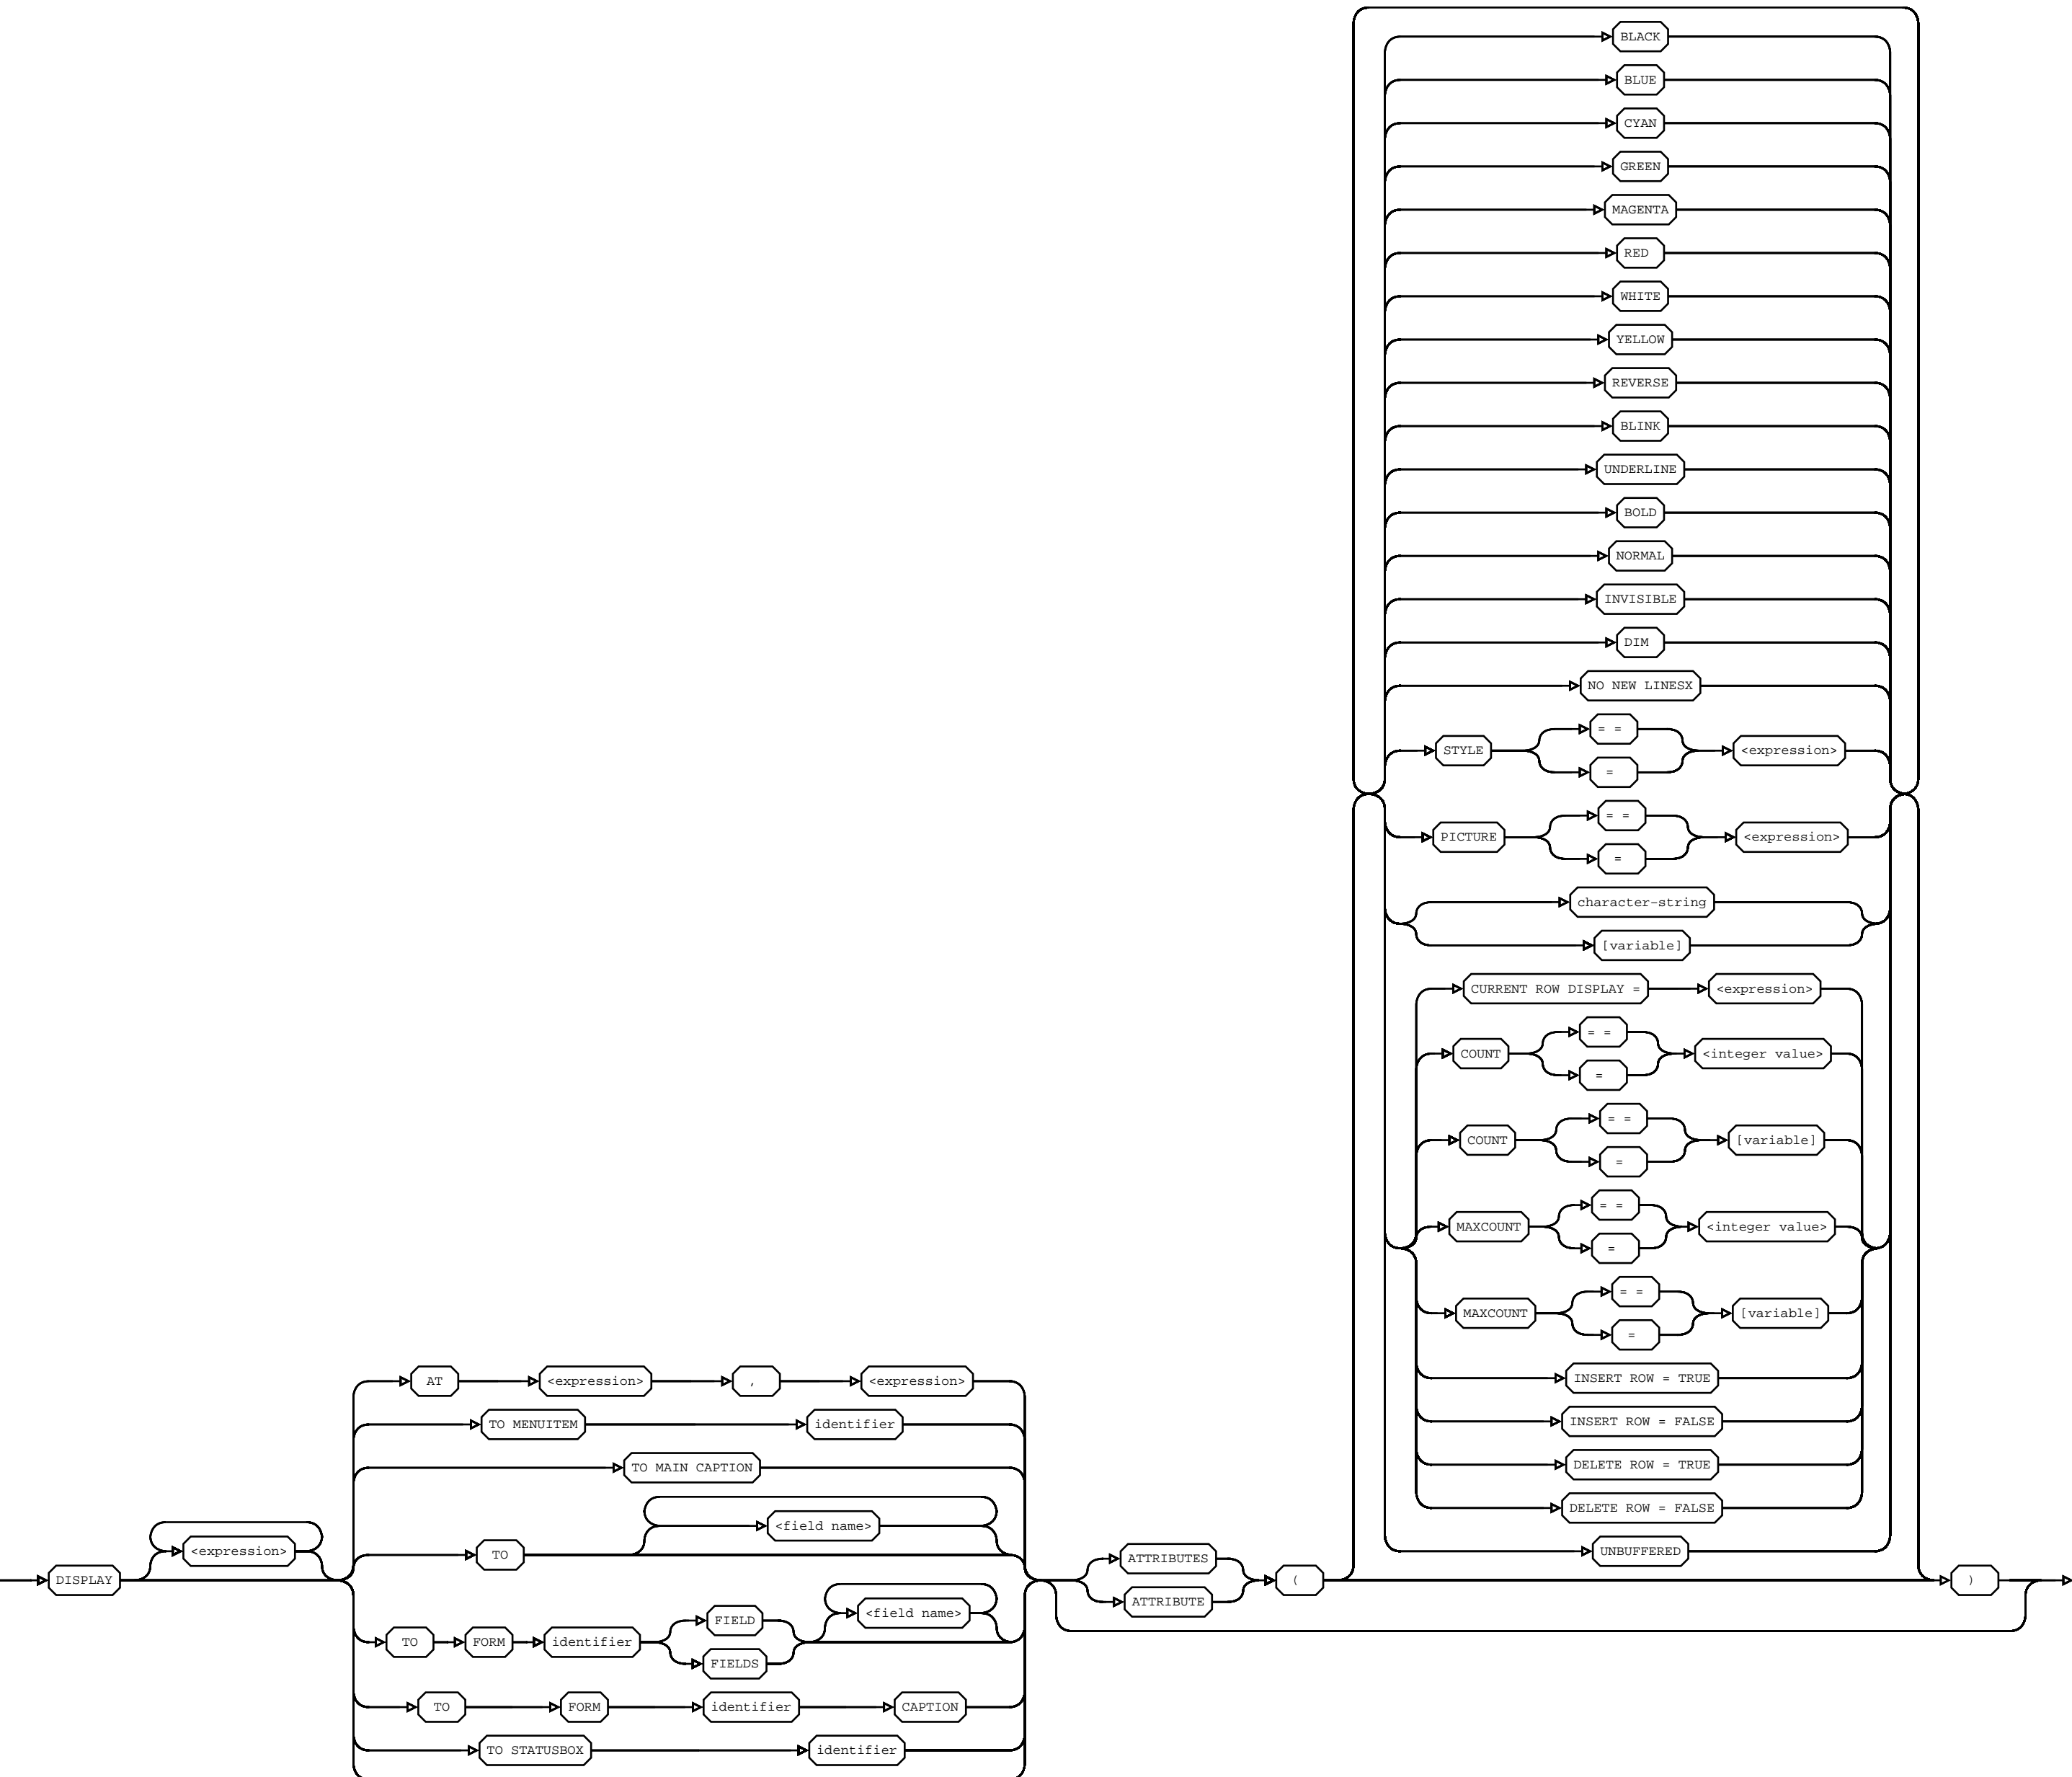 BLACK
BLUE
CYAN
GREEN
MAGENTA
RED
WHITE
YELLOW
REVERSE
BLINK
UNDERLINE
BOLD
NORMAL
INVISIBLE
DIM
NO NEW LINESX
= =
STYLE <expression>
=
= =
PICTURE <expression>
=
character-string
[variable]
CURRENT ROW DISPLAY = <expression>
= =
COUNT <integer value>
=
= =
COUNT [variable]
=
= =
MAXCOUNT <integer value>
=
= =
MAXCOUNT [variable]
=
INSERT ROW = TRUE
INSERT ROW = FALSE
DELETE ROW = TRUE
DELETE ROW = FALSE
UNBUFFERED
AT <expression> , <expression>
TO MENUITEM identifier
TO MAIN CAPTION
<field name>
TO
<expression>
DISPLAY
ATTRIBUTES
ATTRIBUTE
( )
FIELD
<field name>
TO FORM identifier
FIELDS
TO FORM identifier CAPTION
TO STATUSBOX identifier